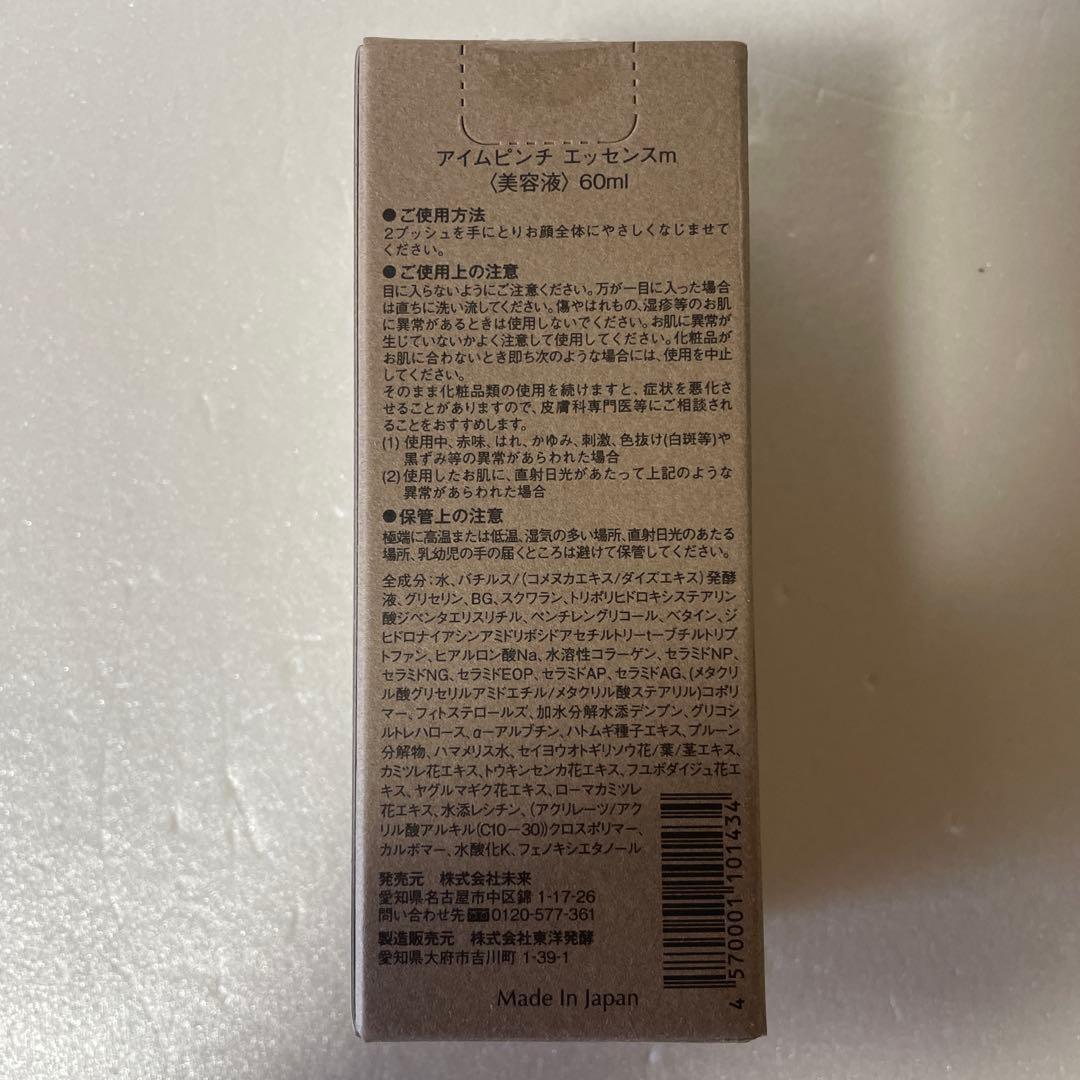 アイムピンチ エッセンスm
〈美容液〉 60ml
●ご使用方法
2プッシュを手にとりお顔全体にやさしくなじませて
ください。
●ご使用上の注意
目に入らないようにご注意ください。万が一目に入った場合
は直ちに洗い流してください。傷やはれもの、湿疹等のお肌
に異常があるときは使用しないでください。お肌に異常が
生じていないかよく注意して使用してください。化粧品が
お肌に合わないとき即ち次のような場合には、使用を中止
してください。
そのまま化粧品類の使用を続けますと、症状を悪化さ
せることがありますので、皮膚科専門医等にご相談され
ることをおすすめします。
(1) 使用中、赤味、はれ、かゆみ、刺激、色抜け(白斑等)や
黒ずみ等の異常があらわれた場合
(2) 使用したお肌に、直射日光があたって上記のような
異常があらわれた場合
●保管上の注意
極端に高温または低温、湿気の多い場所、直射日光のあたる
場所、乳幼児の手の届くところは避けて保管してください。
全成分：水、バチルス/(コメヌカエキス/ダイズエキス)発酵
液、グリセリン、BG、スクワラン、トリポリヒドロキシステアリン
酸ジペンタエリスリチル、ペンチレングリコール、ベタイン、ジ
ヒドロナイアシンアミドリボシドアセチルトリーtーブチルトリプ
トファン、ヒアルロン酸Na、水溶性コラーゲン、セラミドNP、
セラミドNG、セラミドEOP、セラミドAP、セラミドAG、(メタクリ
ル酸グリセリルアミドエチル/メタクリル酸ステアリル)コポリ
マー、フィトステロールズ、加水分解水添デンプン、グリコシ
ルトレハロース、α－アルブチン、ハトムギ種子エキス、プルーン
分解物、ハマメリス水、セイヨウオトギリソウ花/葉/茎エキス、
カミツレ花エキス、トウキンセンカ花エキス、フユボダイジュ花エ
キス、ヤグルマギク花エキス、ローマカミツレ
花エキス、水添レシチン、(アクリレーツ/アク
リル酸アルキル(C10－30))クロスポリマー、
カルボマー、水酸化K、フェノキシエタノール
発売元 株式会社未来
愛知県名古屋市中区錦 1-17-26
問い合わせ先 0120-577-361
製造販売元 株式会社東洋発酵
愛知県大府市吉川町 1-39-1
Made In Japan
4 570001 101434